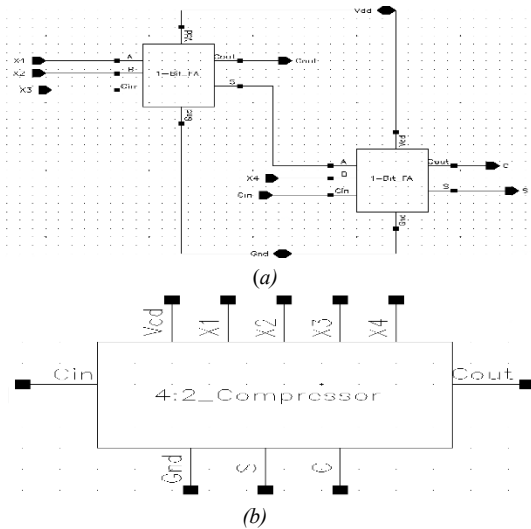 Vdd
Vdd
X1 A Cout Cout
X2 B 1-Bit_FA
X3 Cin S
Gnd
Vdd
A Cout C
X4 B 1-Bit_FA
Cin Cin S S
Gnd
Gnd
(a)
Vdd X1 X2 X3 X4
Cin Cout
4:2_Compressor
Gnd S C
(b)